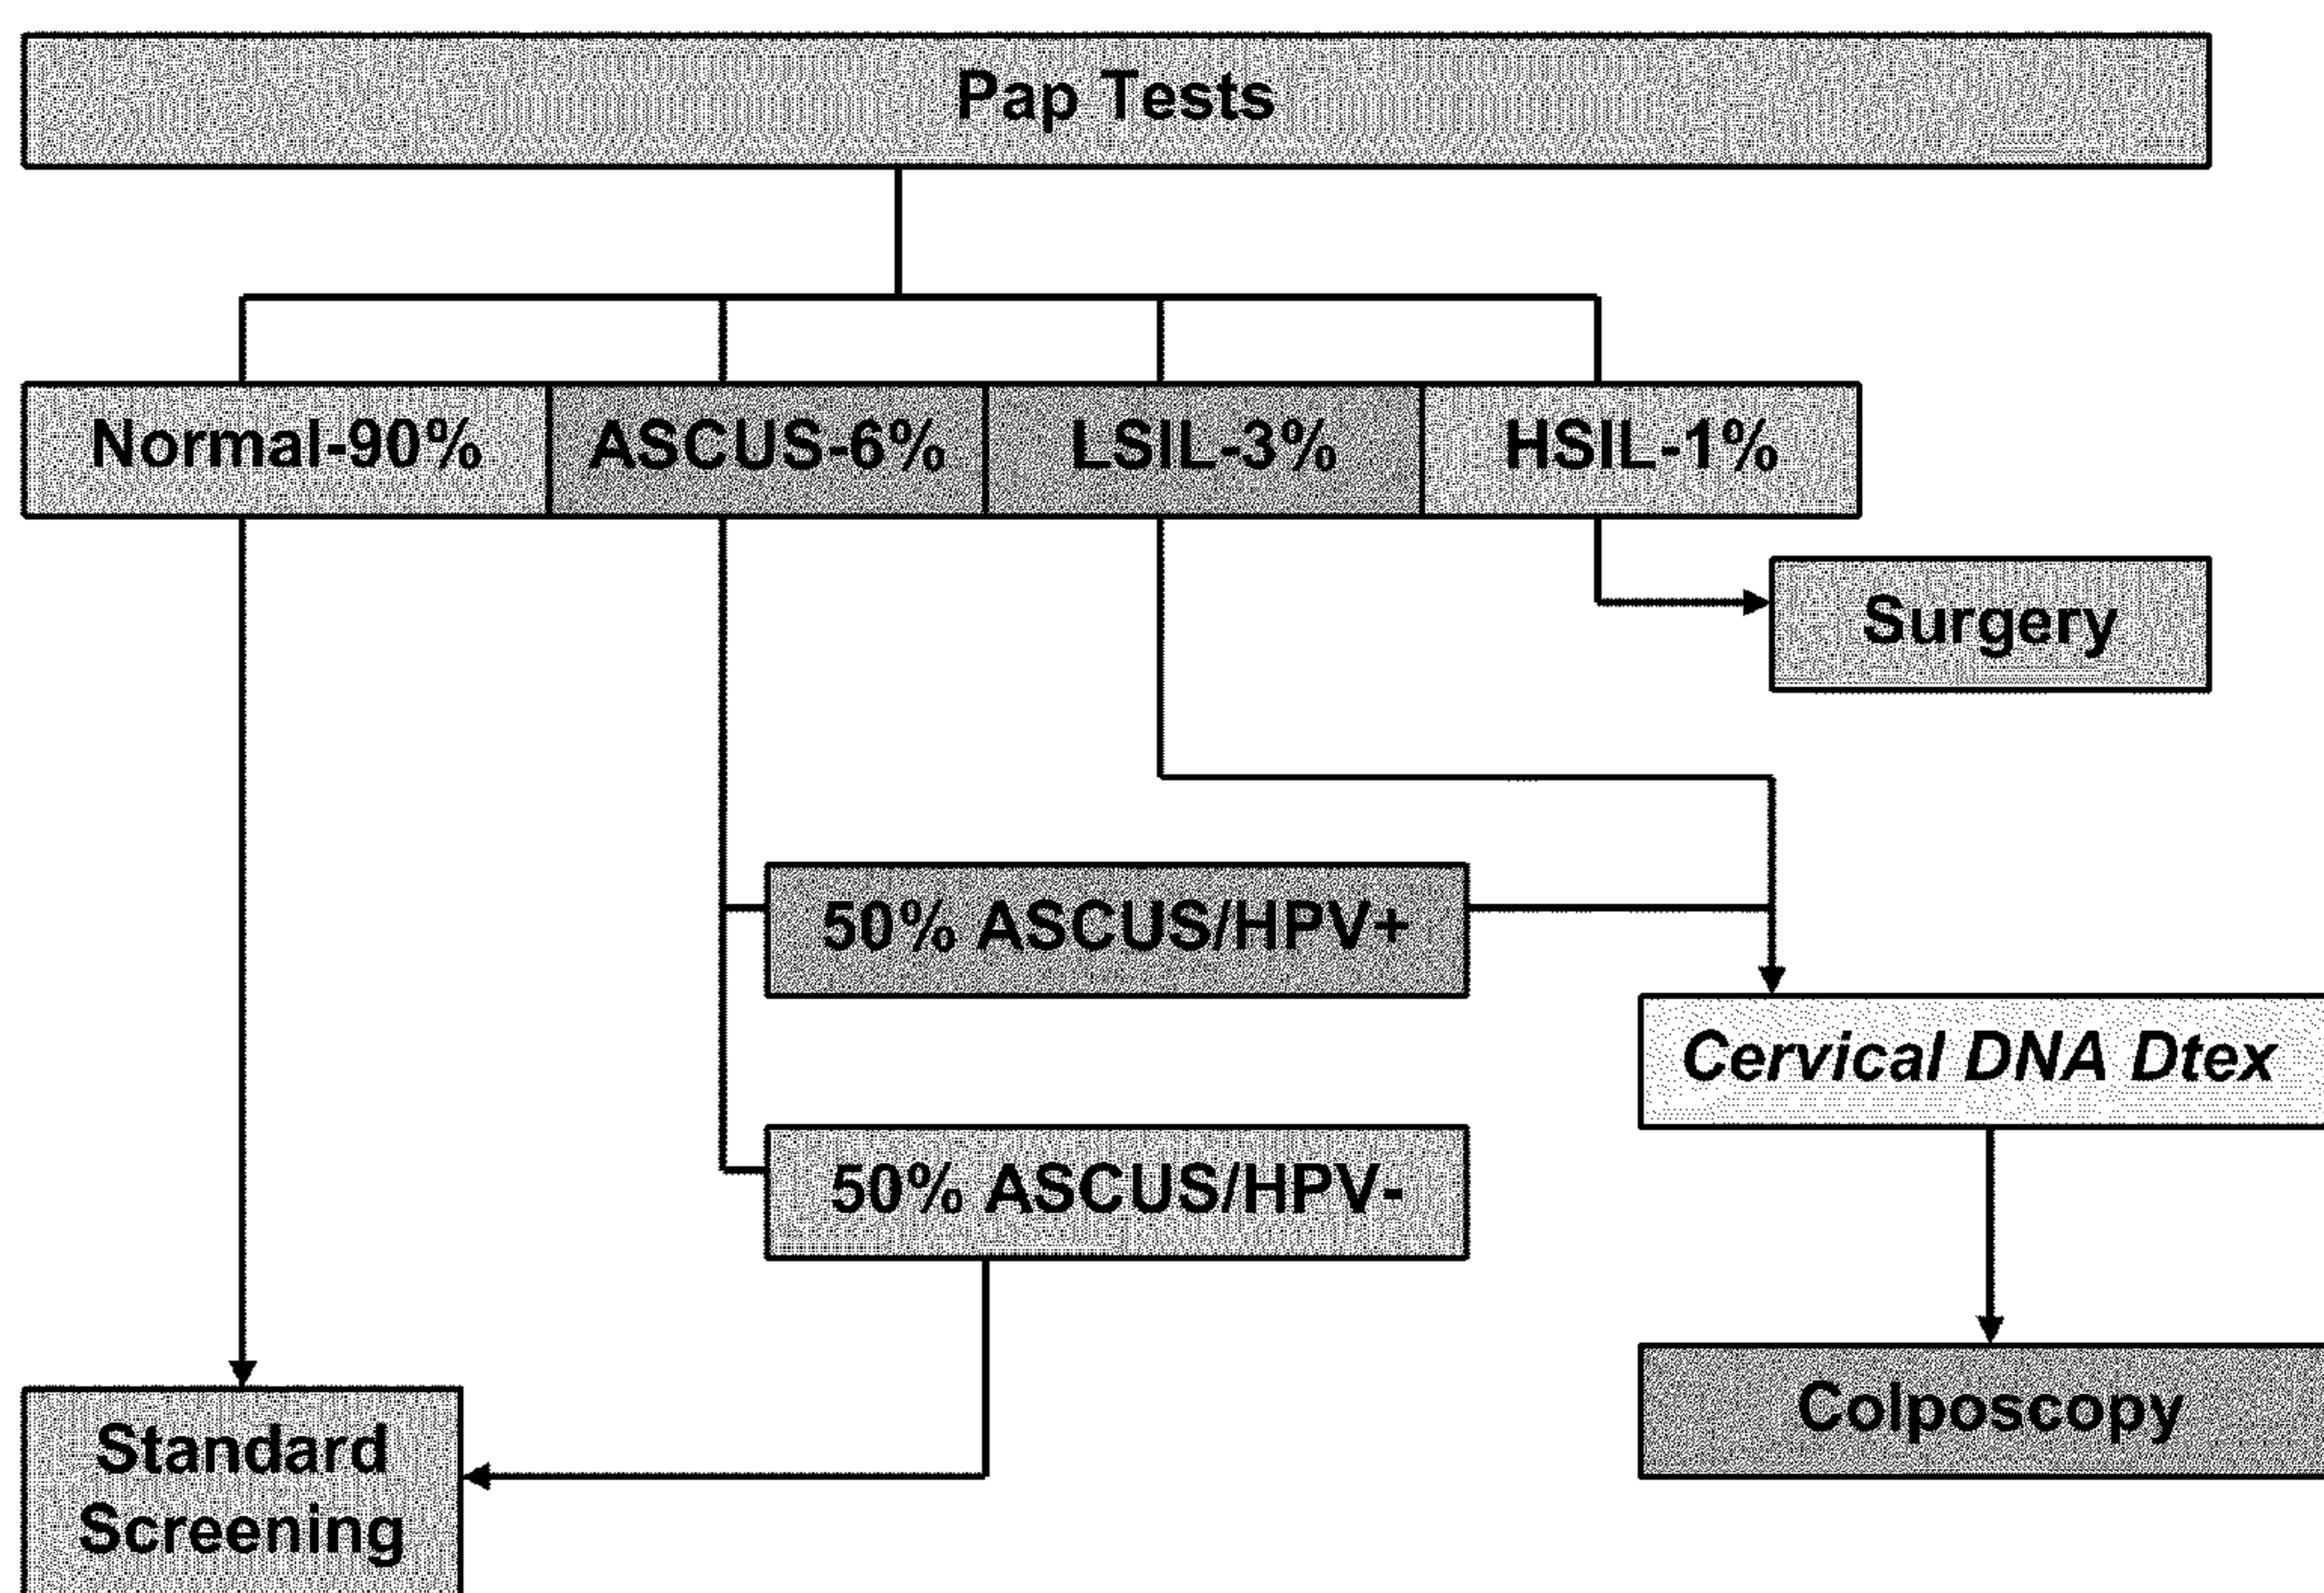 Pap Tests
Normal-90%
ASCUS-6%
LSIL-3%
HSIL-1%
Surgery
50% ASCUS/HPV+
Cervical DNA Dtex
50% ASCUS/HPV-
Colposcopy
Standard
Screening